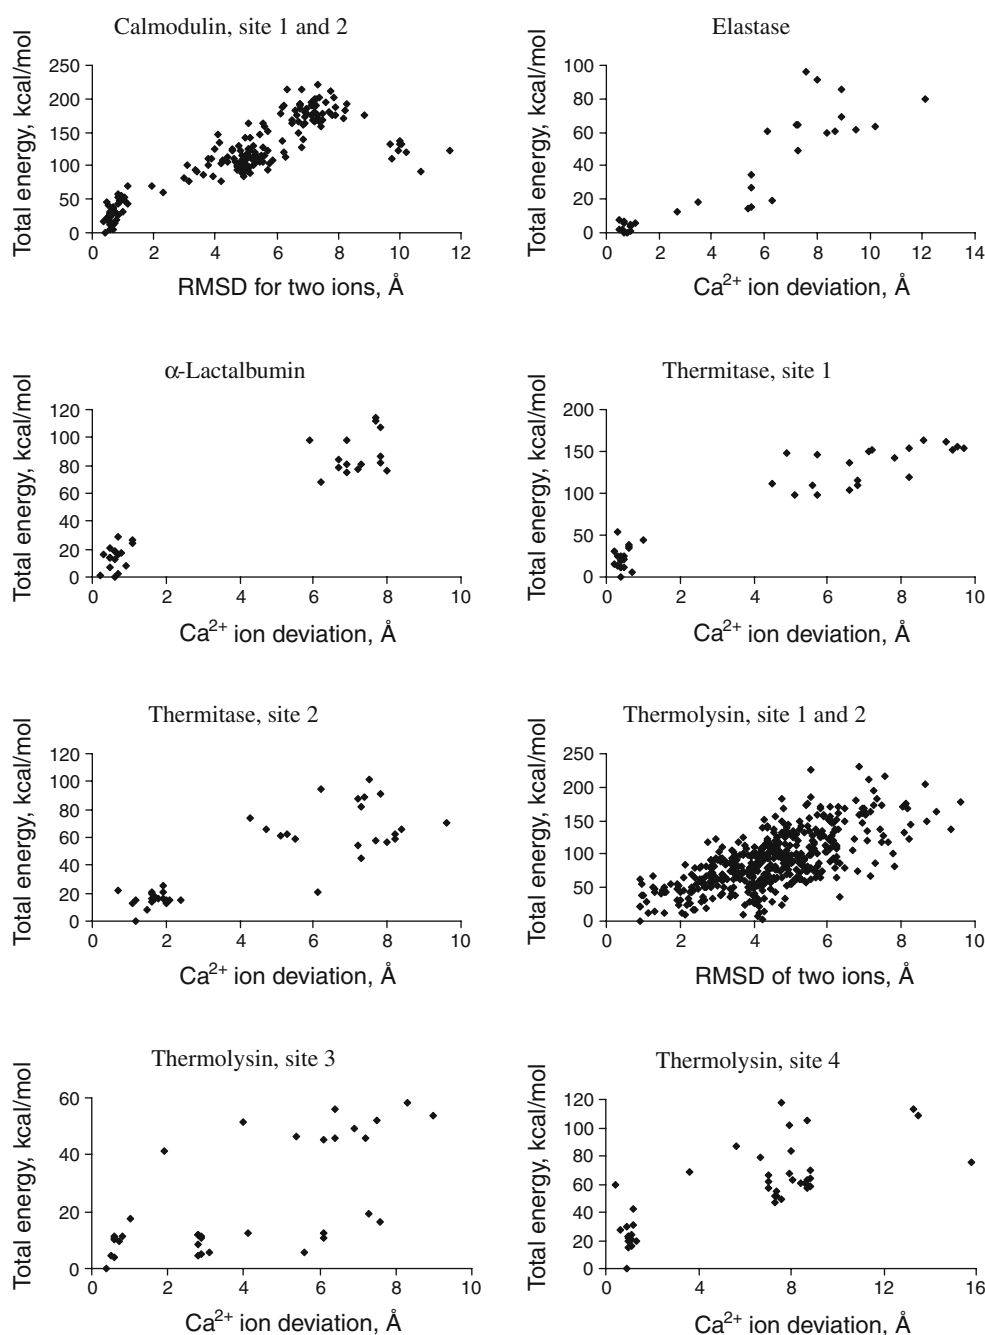 Calmodulin, site 1 and 2
Total energy, kcal/mol
250
200
150
100
50
0
0 2 4 6 8 10 12
RMSD for two ions, Å
Elastase
Total energy, kcal/mol
100
80
60
40
20
0
0 2 4 6 8 10 12 14
Ca²⁺ ion deviation, Å
α-Lactalbumin
Total energy, kcal/mol
120
100
80
60
40
20
0
0 2 4 6 8 10
Ca²⁺ ion deviation, Å
Thermitase, site 1
Total energy, kcal/mol
200
150
100
50
0
0 2 4 6 8 10
Ca²⁺ ion deviation, Å
Thermitase, site 2
Total energy, kcal/mol
120
100
80
60
40
20
0
0 2 4 6 8 10
Ca²⁺ ion deviation, Å
Thermolysin, site 1 and 2
Total energy, kcal/mol
250
200
150
100
50
0
0 2 4 6 8 10
RMSD of two ions, Å
Thermolysin, site 3
Total energy, kcal/mol
60
40
20
0
0 2 4 6 8 10
Ca²⁺ ion deviation, Å
Thermolysin, site 4
Total energy, kcal/mol
120
100
80
60
40
20
0
0 4 8 12 16
Ca²⁺ ion deviation, Å